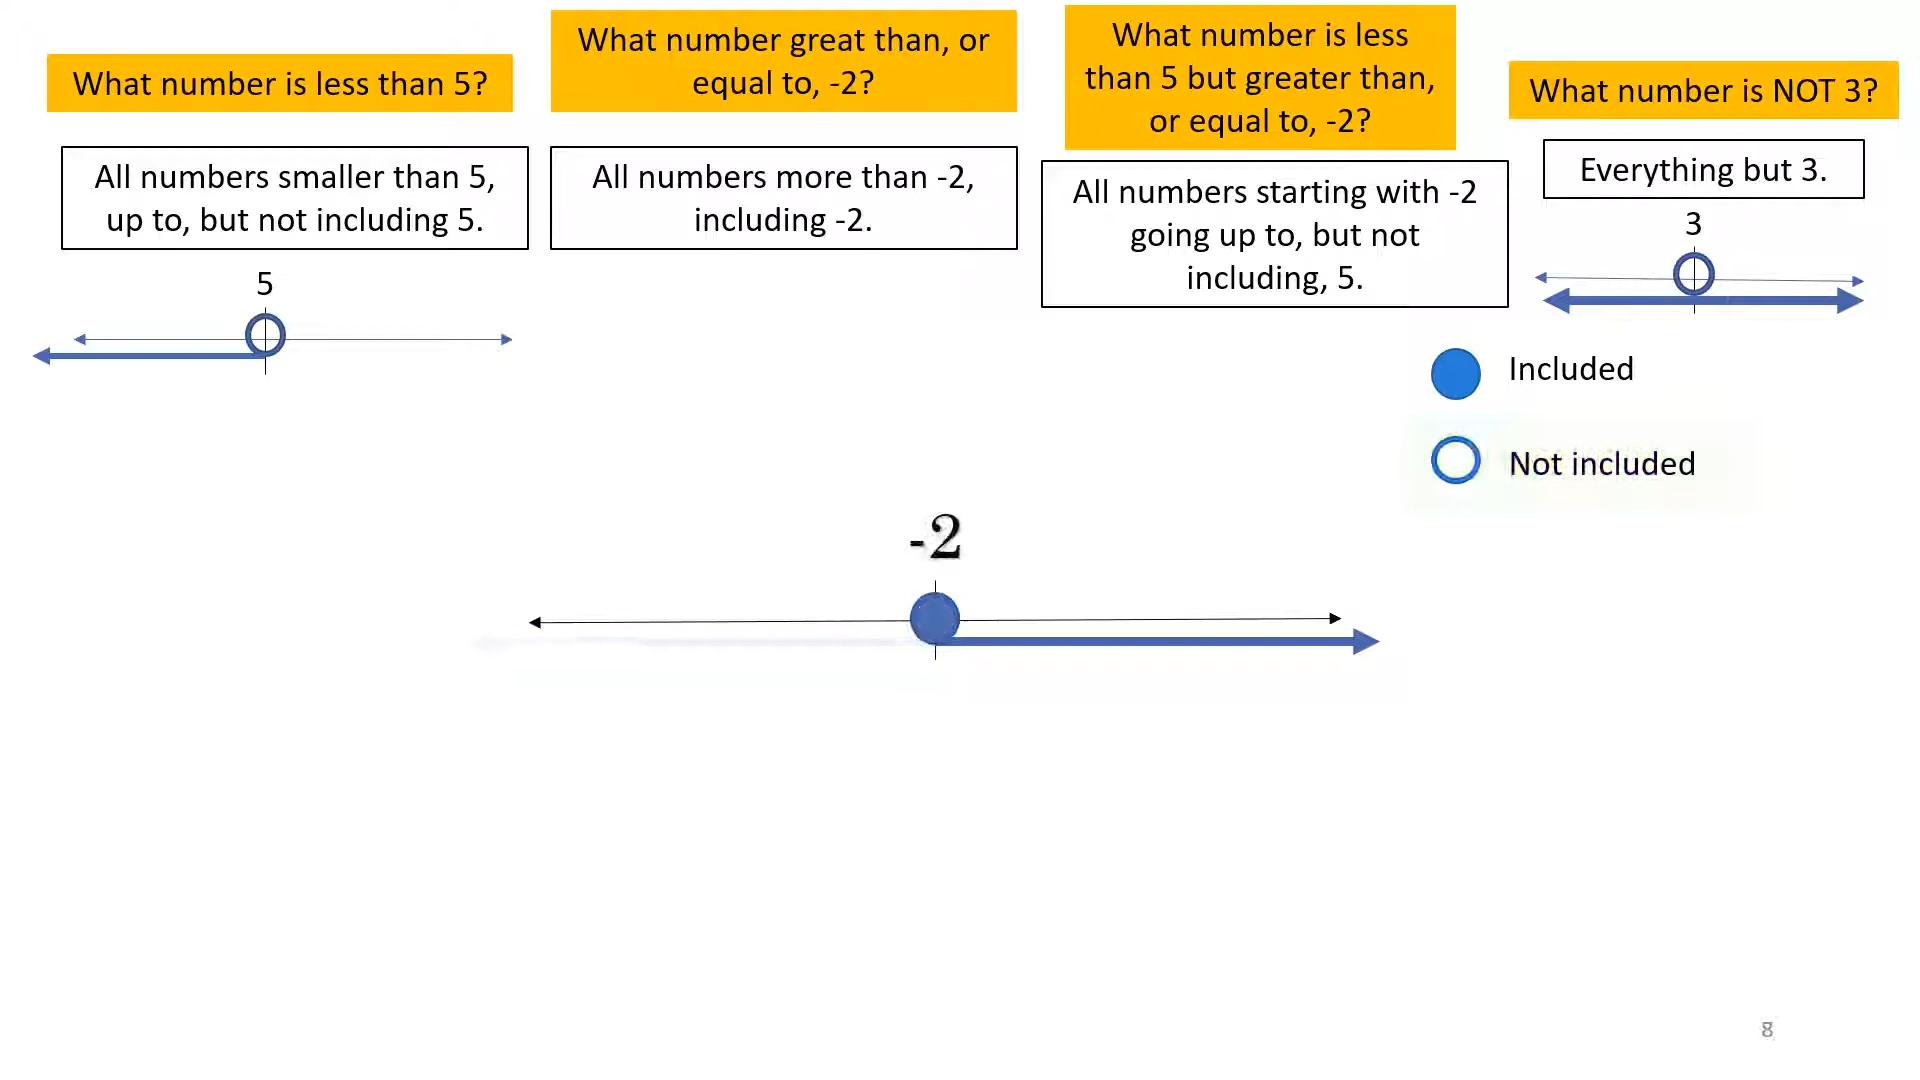 What number is less than 5?
All numbers smaller than 5,
up to, but not including 5.
5
What number great than, or
equal to, -2?
All numbers more than -2,
including -2.
What number is less
than 5 but greater than,
or equal to, -2?
All numbers starting with -2
going up to, but not
including, 5.
What number is NOT 3?
Everything but 3.
3
Included
Not included
-2
8